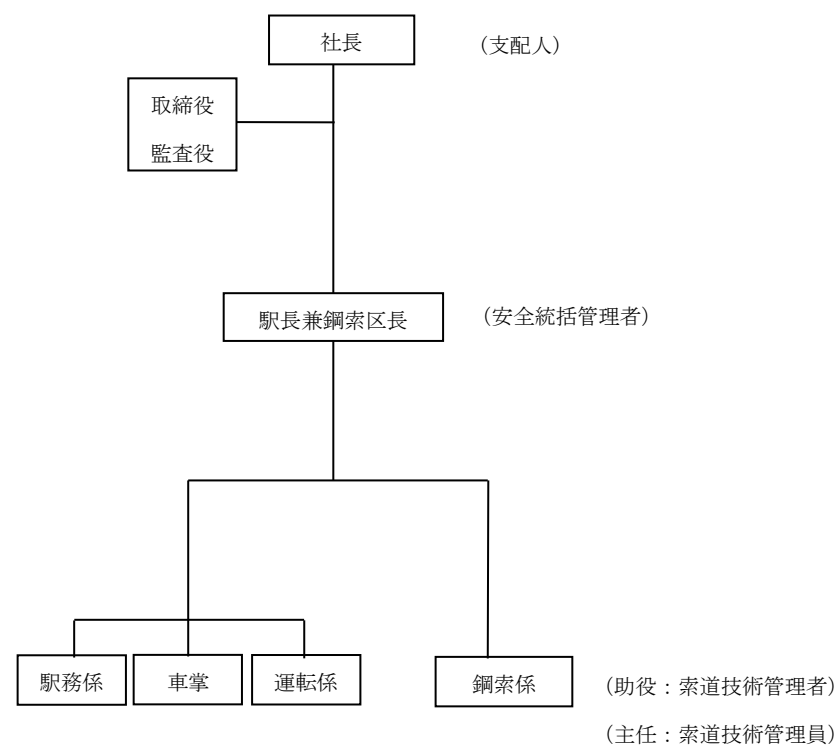 社長 (支配人)
取締役
監査役
駅長兼鋼索区長 (安全統括管理者)
駅務係 車掌 運転係 鋼索係 (助役：索道技術管理者)
(主任：索道技術管理員)